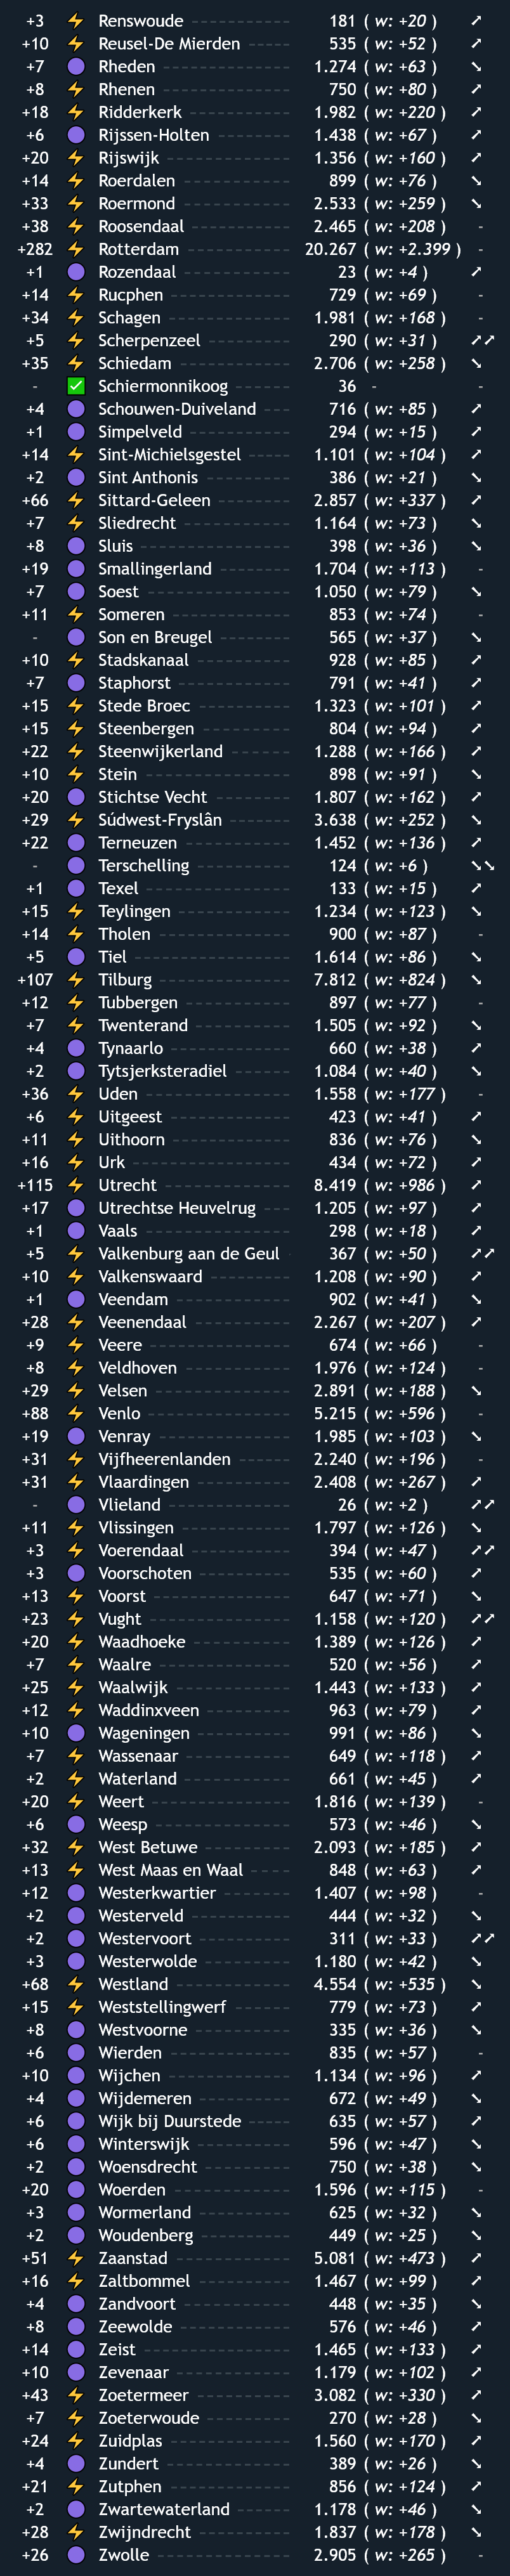 +3 ⚡ Renswoude 181 ( w: +20 ) ↗
+10 ⚡ Reusel-De Mierden 535 ( w: +52 ) ↗
+7 🟣 Rheden 1.274 ( w: +63 ) ↘
+8 ⚡ Rhenen 750 ( w: +80 ) ↗
+18 ⚡ Ridderkerk 1.982 ( w: +220 ) ↗
+6 🟣 Rijssen-Holten 1.438 ( w: +67 ) ↗
+20 ⚡ Rijswijk 1.356 ( w: +160 ) ↗
+14 ⚡ Roerdalen 899 ( w: +76 ) ↘
+33 ⚡ Roermond 2.533 ( w: +259 ) ↘
+38 ⚡ Roosendaal 2.465 ( w: +208 ) -
+282 ⚡ Rotterdam 20.267 ( w: +2.399 ) -
+1 🟣 Rozendaal 23 ( w: +4 ) ↗
+14 ⚡ Rucphen 729 ( w: +69 ) -
+34 ⚡ Schagen 1.981 ( w: +168 ) -
+5 ⚡ Scherpenzeel 290 ( w: +31 ) ↗↗
+35 ⚡ Schiedam 2.706 ( w: +258 ) ↘
- ✅ Schiermonnikoog 36 - -
+4 🟣 Schouwen-Duiveland 716 ( w: +85 ) ↗
+1 🟣 Simpelveld 294 ( w: +15 ) ↗
+14 ⚡ Sint-Michielsgestel 1.101 ( w: +104 ) ↗
+2 🟣 Sint Anthonis 386 ( w: +21 ) ↘
+66 ⚡ Sittard-Geleen 2.857 ( w: +337 ) ↗
+7 ⚡ Sliedrecht 1.164 ( w: +73 ) ↘
+8 🟣 Sluis 398 ( w: +36 ) ↘
+19 🟣 Smallingerland 1.704 ( w: +113 ) -
+7 🟣 Soest 1.050 ( w: +79 ) ↘
+11 ⚡ Someren 853 ( w: +74 ) -
- 🟣 Son en Breugel 565 ( w: +37 ) ↘
+10 ⚡ Stadskanaal 928 ( w: +85 ) ↗
+7 🟣 Staphorst 791 ( w: +41 ) ↗
+15 ⚡ Stede Broec 1.323 ( w: +101 ) ↗
+15 ⚡ Steenbergen 804 ( w: +94 ) ↗
+22 ⚡ Steenwijkerland 1.288 ( w: +166 ) ↗
+10 ⚡ Stein 898 ( w: +91 ) ↘
+20 🟣 Stichtse Vecht 1.807 ( w: +162 ) ↗
+29 ⚡ Súdwest-Fryslân 3.638 ( w: +252 ) ↘
+22 🟣 Terneuzen 1.452 ( w: +136 ) ↗
- 🟣 Terschelling 124 ( w: +6 ) ↘↘
+1 🟣 Texel 133 ( w: +15 ) ↗
+15 ⚡ Teylingen 1.234 ( w: +123 ) ↘
+14 ⚡ Tholen 900 ( w: +87 ) -
+5 🟣 Tiel 1.614 ( w: +86 ) ↘
+107 ⚡ Tilburg 7.812 ( w: +824 ) ↘
+12 ⚡ Tubbergen 897 ( w: +77 ) -
+7 ⚡ Twenterand 1.505 ( w: +92 ) ↘
+4 🟣 Tynaarlo 660 ( w: +38 ) ↗
+2 🟣 Tytsjerksteradiel 1.084 ( w: +40 ) ↘
+36 ⚡ Uden 1.558 ( w: +177 ) -
+6 ⚡ Uitgeest 423 ( w: +41 ) ↗
+11 ⚡ Uithoorn 836 ( w: +76 ) ↘
+16 ⚡ Urk 434 ( w: +72 ) ↗
+115 ⚡ Utrecht 8.419 ( w: +986 ) ↗
+17 🟣 Utrechtse Heuvelrug 1.205 ( w: +97 ) ↗
+1 🟣 Vaals 298 ( w: +18 ) ↗
+5 ⚡ Valkenburg aan de Geul 367 ( w: +50 ) ↗↗
+10 ⚡ Valkenswaard 1.208 ( w: +90 ) ↗
+1 🟣 Veendam 902 ( w: +41 ) ↘
+28 ⚡ Veenendaal 2.267 ( w: +207 ) ↗
+9 ⚡ Veere 674 ( w: +66 ) -
+8 ⚡ Veldhoven 1.976 ( w: +124 ) -
+29 ⚡ Velsen 2.891 ( w: +188 ) ↘
+88 ⚡ Venlo 5.215 ( w: +596 ) -
+19 🟣 Venray 1.985 ( w: +103 ) ↘
+31 ⚡ Vijfheerenlanden 2.240 ( w: +196 ) -
+31 ⚡ Vlaardingen 2.408 ( w: +267 ) ↗
- 🟣 Vlieland 26 ( w: +2 ) ↗↗
+11 ⚡ Vlissingen 1.797 ( w: +126 ) ↘
+3 ⚡ Voerendaal 394 ( w: +47 ) ↗↗
+3 🟣 Voorschoten 535 ( w: +60 ) ↗
+13 ⚡ Voorst 647 ( w: +71 ) ↘
+23 ⚡ Vught 1.158 ( w: +120 ) ↗↗
+20 ⚡ Waadhoeke 1.389 ( w: +126 ) ↗
+7 ⚡ Waalre 520 ( w: +56 ) ↗
+25 ⚡ Waalwijk 1.443 ( w: +133 ) ↗
+12 ⚡ Waddinxveen 963 ( w: +79 ) ↗
+10 🟣 Wageningen 991 ( w: +86 ) ↘
+7 ⚡ Wassenaar 649 ( w: +118 ) ↗
+2 ⚡ Waterland 661 ( w: +45 ) ↗
+20 ⚡ Weert 1.816 ( w: +139 ) -
+6 🟣 Weesp 573 ( w: +46 ) ↘
+32 ⚡ West Betuwe 2.093 ( w: +185 ) ↗
+13 ⚡ West Maas en Waal 848 ( w: +63 ) ↗
+12 🟣 Westerkwartier 1.407 ( w: +98 ) -
+2 🟣 Westerveld 444 ( w: +32 ) ↘
+2 🟣 Westervoort 311 ( w: +33 ) ↗↗
+3 🟣 Westerwolde 1.180 ( w: +42 ) ↘
+68 ⚡ Westland 4.554 ( w: +535 ) ↘
+15 ⚡ Weststellingwerf 779 ( w: +73 ) ↗
+8 🟣 Westvoorne 335 ( w: +36 ) ↘
+6 🟣 Wierden 835 ( w: +57 ) -
+10 🟣 Wijchen 1.134 ( w: +96 ) ↗
+4 🟣 Wijdemeren 672 ( w: +49 ) ↘
+6 🟣 Wijk bij Duurstede 635 ( w: +57 ) ↗
+6 🟣 Winterswijk 596 ( w: +47 ) ↘
+2 🟣 Woensdrecht 750 ( w: +38 ) ↘
+20 🟣 Woerden 1.596 ( w: +115 ) -
+3 🟣 Wormerland 625 ( w: +32 ) ↘
+2 🟣 Woudenberg 449 ( w: +25 ) ↘
+51 ⚡ Zaanstad 5.081 ( w: +473 ) ↗
+16 ⚡ Zaltbommel 1.467 ( w: +99 ) ↗
+4 🟣 Zandvoort 448 ( w: +35 ) ↘
+8 🟣 Zeewolde 576 ( w: +46 ) ↗
+14 🟣 Zeist 1.465 ( w: +133 ) ↗
+10 🟣 Zevenaar 1.179 ( w: +102 ) ↗
+43 ⚡ Zoetermeer 3.082 ( w: +330 ) ↗
+7 ⚡ Zoeterwoude 270 ( w: +28 ) ↘
+24 ⚡ Zuidplas 1.560 ( w: +170 ) ↗
+4 🟣 Zundert 389 ( w: +26 ) ↘
+21 ⚡ Zutphen 856 ( w: +124 ) ↗
+2 🟣 Zwartewaterland 1.178 ( w: +46 ) ↘
+28 ⚡ Zwijndrecht 1.837 ( w: +178 ) ↘
+26 🟣 Zwolle 2.905 ( w: +265 ) -